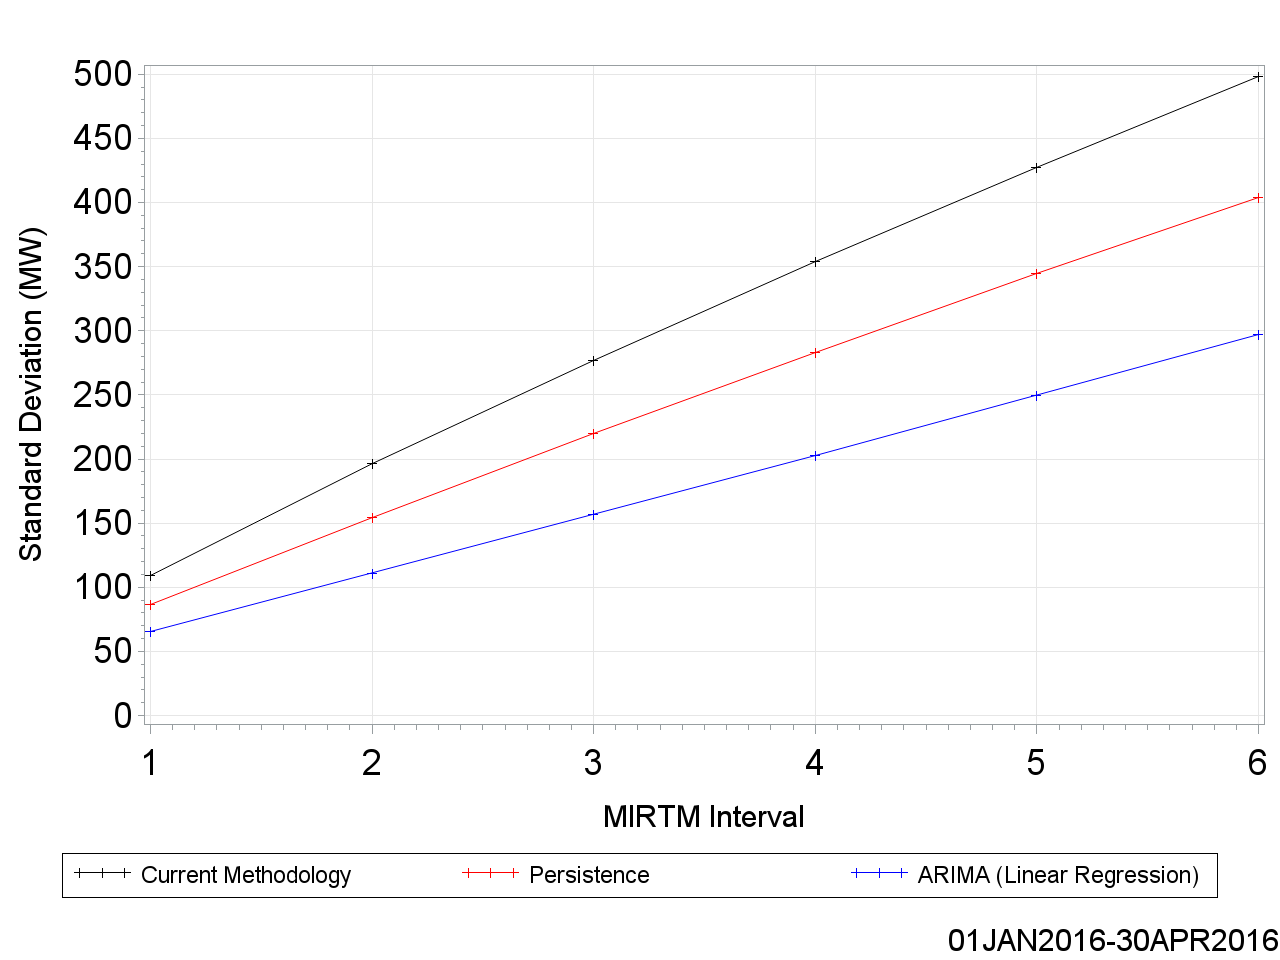 500
450
400
350
300
250
200
150
100
50
0
Standard Deviation (MW)
1 2 3 4 5 6
MIRTM Interval
Current Methodology Persistence ARIMA (Linear Regression)
01JAN2016-30APR2016